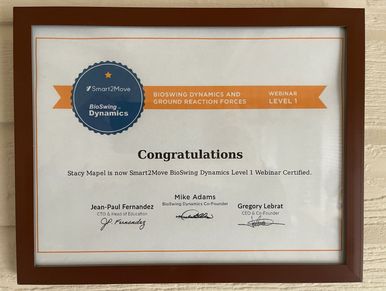 Smart2Move
BioSwing
Dynamics
BIOSWING DYNAMICS AND
GROUND REACTION FORCES
WEBINAR
LEVEL 1
Congratulations
Stacy Mapel is now Smart2Move BioSwing Dynamics Level 1 Webinar Certified.
Jean-Paul Fernandez
CTO & Head of Education
J.P. Fernandez
Mike Adams
BioSwing Dynamics Co-Founder
Gregory Lebrat
CEO & Co-Founder